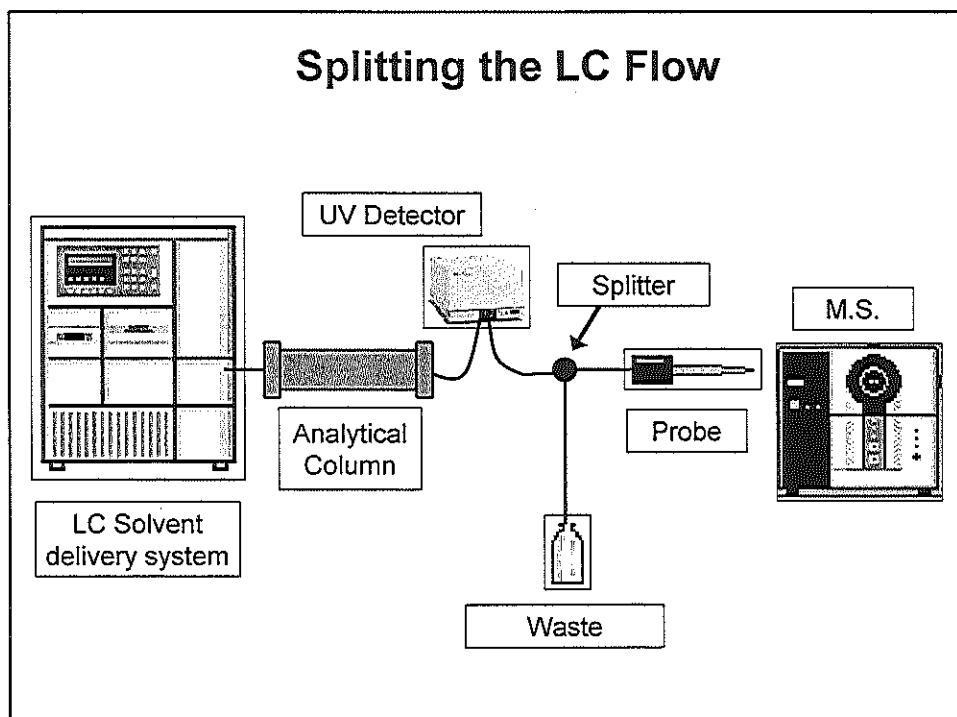 Splitting the LC Flow
UV Detector
Splitter
M.S.
Analytical
Column
Probe
LC Solvent
delivery system
Waste